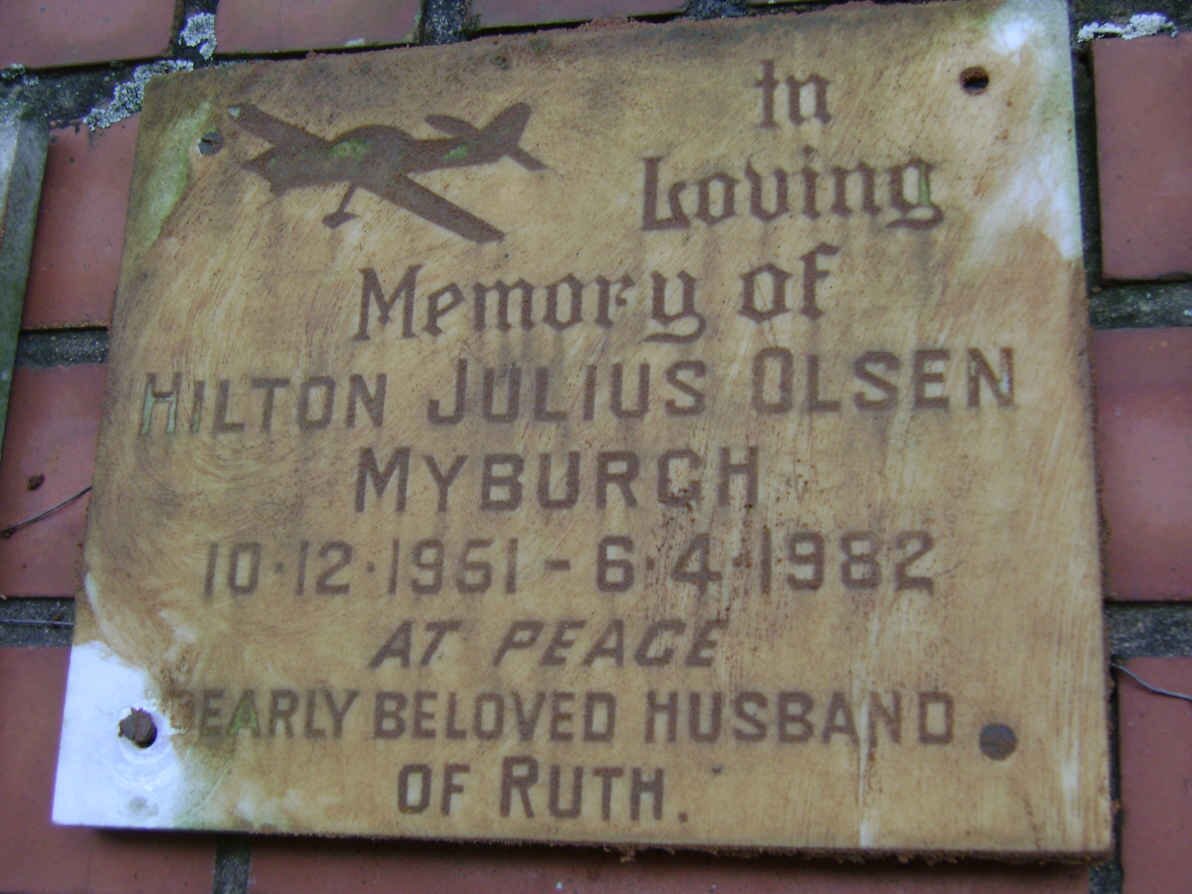 In
Loving
Memory of
HILTON JULIUS OLSEN
MYBURGH
10·12·1951 - 6·4·1982
AT PEACE
DEARLY BELOVED HUSBAND
OF RUTH.